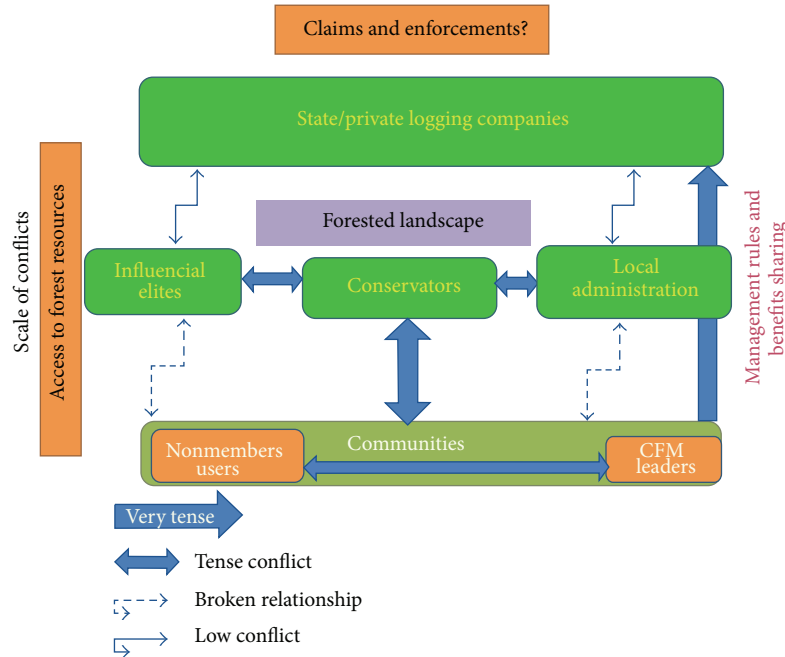 Claims and enforcements?
State/private logging companies
Scale of conflicts
Access to forest resources
Forested landscape
Management rules and
benefits sharing
Influencial
elites
Conservators
Local
administration
Communities
Nonmembers
users
CFM
leaders
Very tense
Tense conflict
Broken relationship
Low conflict